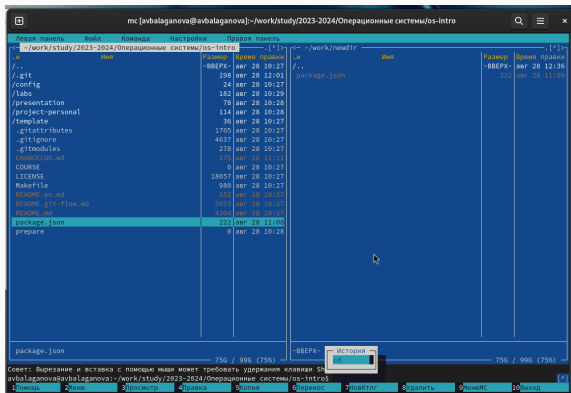 mc [avbalaganova@avbalaganova]:~/work/study/2023-2024/Операционные системы/os-intro
Левая панель Файл Команда Настройки Правая панель
~/work/study/2023-2024/Операционные системы/os-intro .[^]>
.и Имя Размер Время правки
/.. -ВВЕРХ- авг 28 10:27
/.git 198 авг 28 12:01
/config 24 авг 28 10:27
/labs 182 авг 28 10:29
/presentation 78 авг 28 10:28
/project-personal 114 авг 28 10:28
/template 36 авг 28 10:27
.gitattributes 1765 авг 28 10:27
.gitignore 4637 авг 28 10:27
.gitmodules 278 авг 28 10:27
CHANGELOG.md 175 авг 28 11:11
COURSE 0 авг 28 10:27
LICENSE 18657 авг 28 10:27
Makefile 980 авг 28 10:27
README.en.md 152 авг 28 10:27
README.git-flow.md 5653 авг 28 10:27
README.md 4304 авг 28 10:27
package.json 222 авг 28 11:08
prepare 0 авг 28 10:28
package.json
75G / 99G (75%)
<- ~/work/newdir .[^]>
.и Имя Размер Время правки
/.. -ВВЕРХ- авг 28 12:36
package.json 222 авг 28 11:08
-ВВЕРХ-
75G / 99G (75%)
История
cd
Совет: Вырезание и вставка с помощью мыши может требовать удержания клавиши Sh
avbalaganova@avbalaganova:~/work/study/2023-2024/Операционные системы/os-intro$ [^]
1Помощь 2Меню 3Просмотр 4Правка 5Копия 6Перенос 7НовКтлг 8Удалить 9МенюMC 10Выход